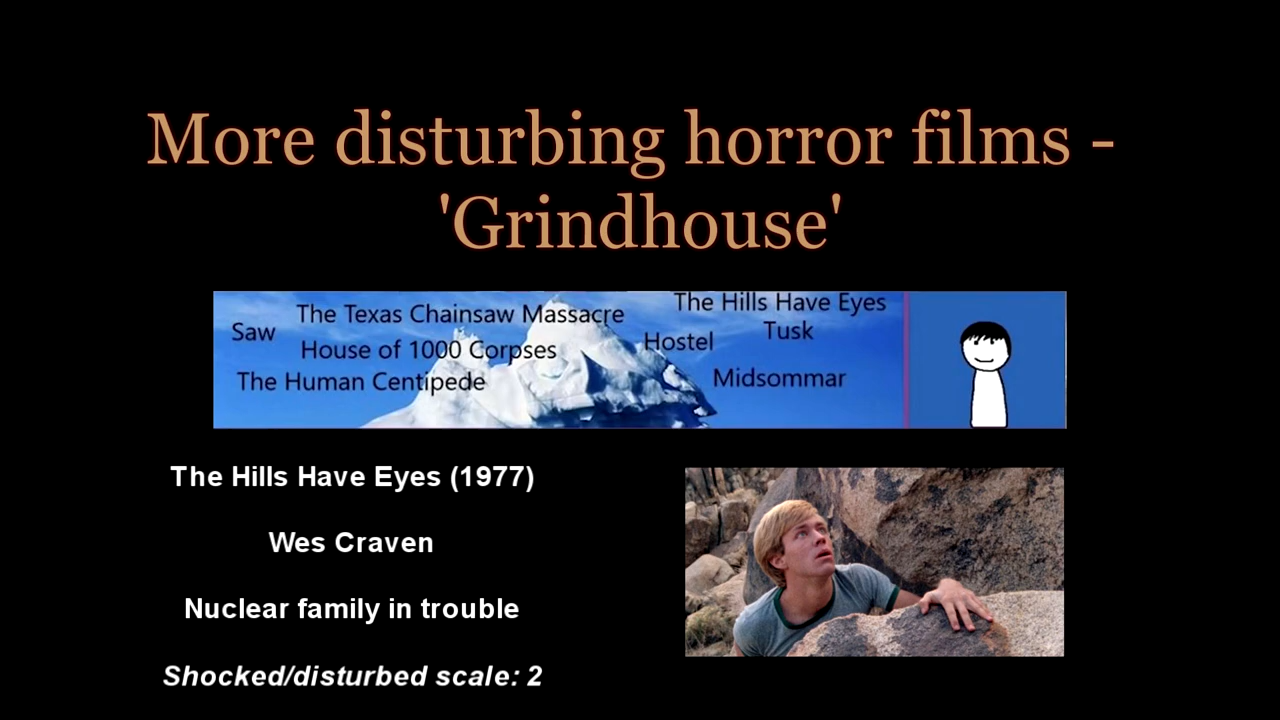 More disturbing horror films -
'Grindhouse'
The Hills Have Eyes
The Texas Chainsaw Massacre
Saw
Tusk
Hostel
House of 1000 Corpses
The Human Centipede
Midsommar
The Hills Have Eyes (1977)
Wes Craven
Nuclear family in trouble
Shocked/disturbed scale: 2